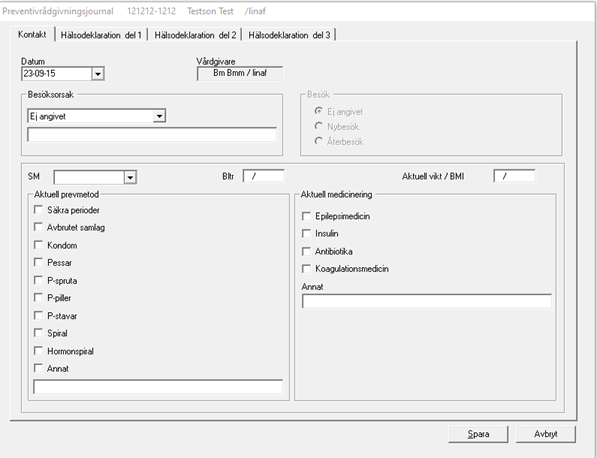 Preventivrådgivningsjournal 121212-1212 Testson Test /linaf
Kontakt Hälsodeklaration del 1 Hälsodeklaration del 2 Hälsodeklaration del 3
Datum Vårdgivare
23-09-15 Bm Bmm / linaf
Besöksorsak Besök
Ej angivet Ej angivet
Nybesök
Återbesök
SM Bltr / Aktuell vikt / BMI /
Aktuell prevmetod
Säkra perioder
Avbrutet samlag
Kondom
Pessar
P-spruta
P-piller
P-stavar
Spiral
Hormonspiral
Annat
Aktuell medicinering
Epilepsimedicin
Insulin
Antibiotika
Koagulationsmedicin
Annat
Spara Avbryt